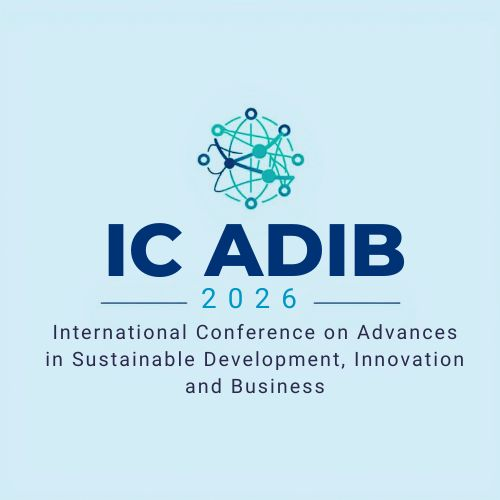 IC ADIB
2026
International Conference on Advances
in Sustainable Development, Innovation
and Business